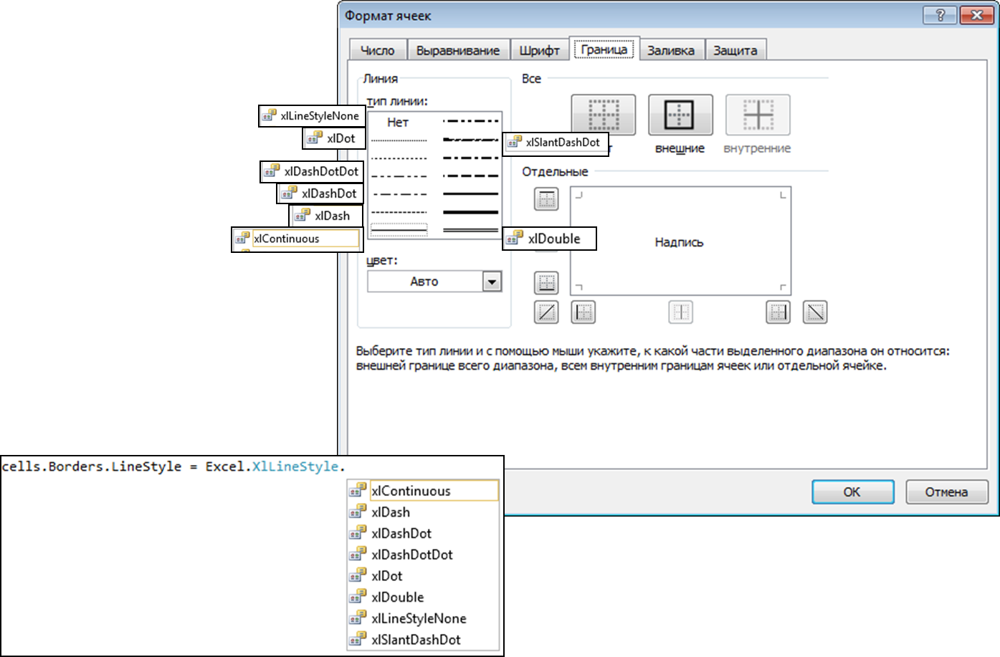 Формат ячеек
?
Число Выравнивание Шрифт Граница Заливка Защита
Линия
тип линии:
Нет
xlLineStyleNone
xlDot
xlDashDotDot
xlDashDot
xlDash
xlContinuous
xlSlantDashDot
xlDouble
цвет:
Авто
Все
внешние внутренние
Отдельные
Надпись
Выберите тип линии и с помощью мыши укажите, к какой части выделенного диапазона он относится:
внешней границе всего диапазона, всем внутренним границам ячеек или отдельной ячейке.
ОК Отмена
cells.Borders.LineStyle = Excel.XlLineStyle.
xlContinuous
xlDash
xlDashDot
xlDashDotDot
xlDot
xlDouble
xlLineStyleNone
xlSlantDashDot